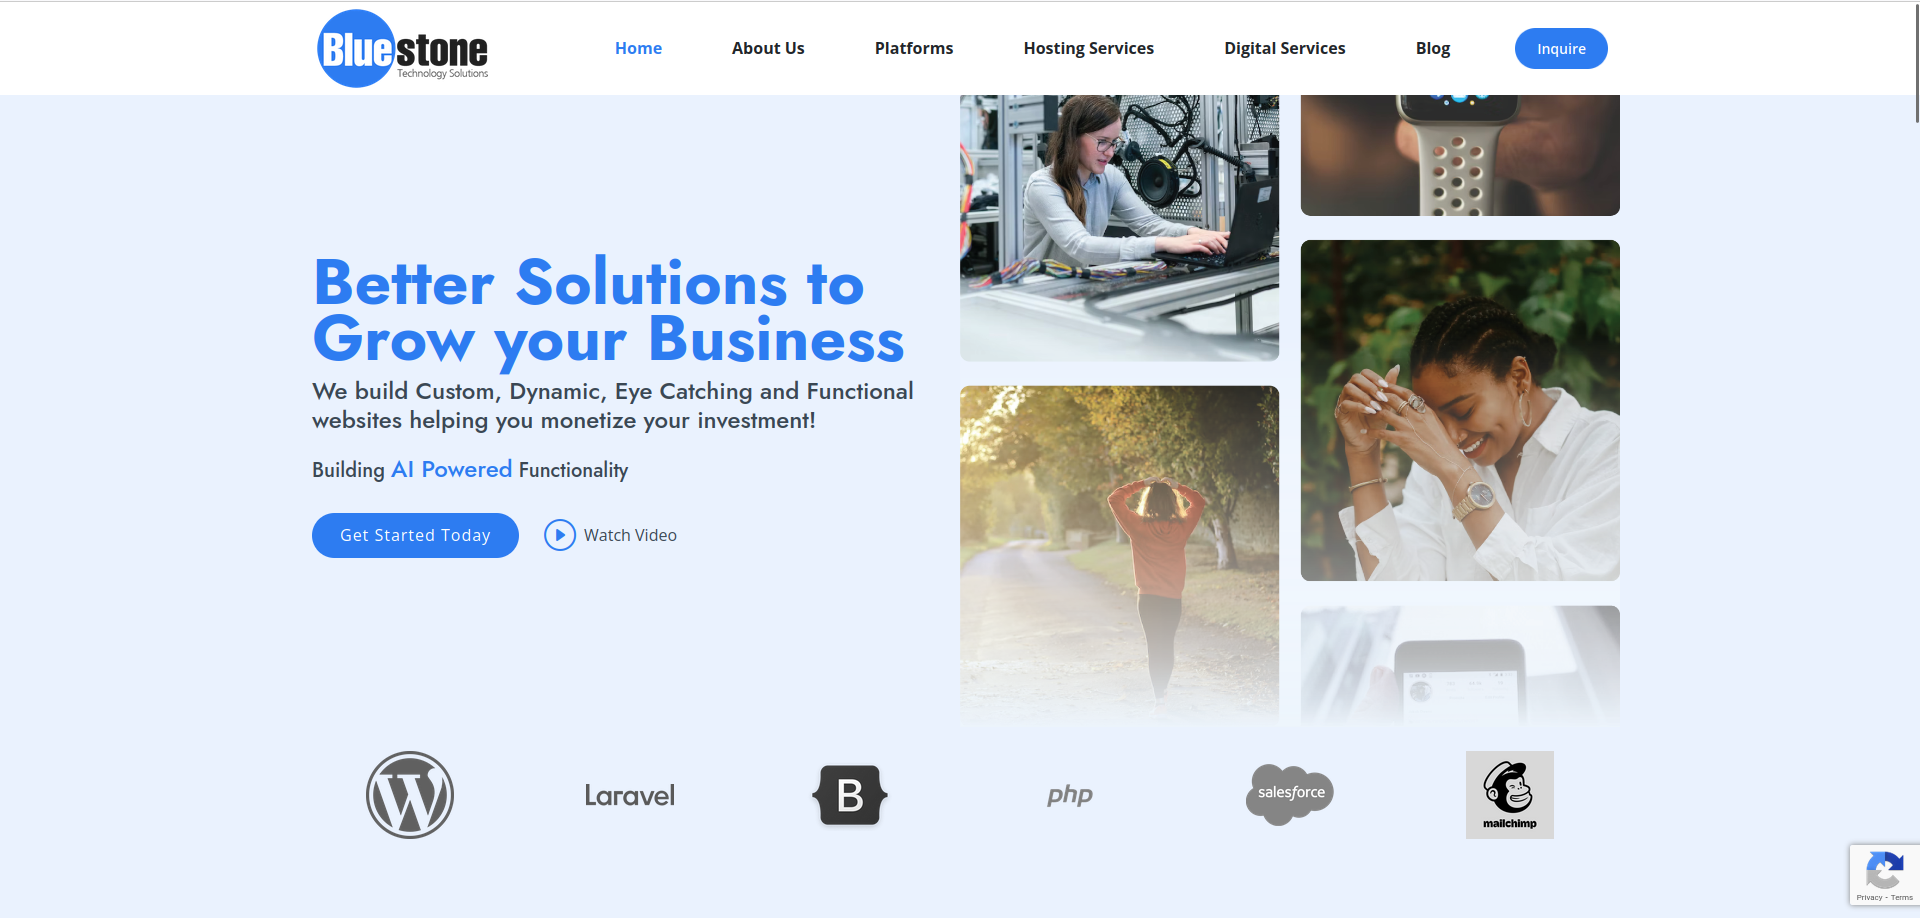 Bluestone
Technology Solutions
Home
About Us
Platforms
Hosting Services
Digital Services
Blog
Inquire
Better Solutions to
Grow your Business
We build Custom, Dynamic, Eye Catching and Functional
websites helping you monetize your investment!
Building AI Powered Functionality
Get Started Today
Watch Video
W
Laravel
B
php
salesforce
mailchimp
Privacy - Terms